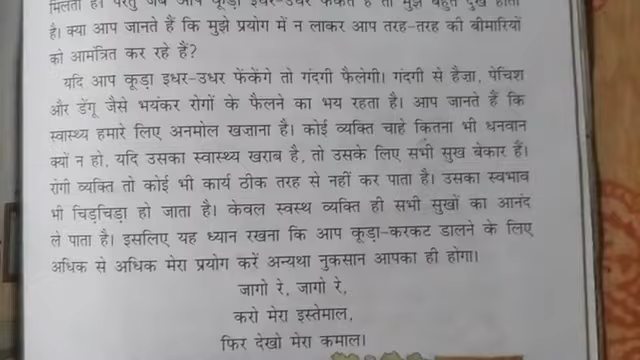 मिलती है। परंतु जब आप कूड़ा इधर-उधर फेंकते हैं तो मुझे बहुत दुख होता
है। क्या आप जानते हैं कि मुझे प्रयोग में न लाकर आप तरह-तरह की बीमारियों
को आमंत्रित कर रहे हैं?
यदि आप कूड़ा इधर-उधर फेंकेंगे तो गंदगी फैलेगी। गंदगी से हैज़ा, पेचिश
और डेंगू जैसे भयंकर रोगों के फैलने का भय रहता है। आप जानते हैं कि
स्वास्थ्य हमारे लिए अनमोल खज़ाना है। कोई व्यक्ति चाहे कितना भी धनवान
क्यों न हो, यदि उसका स्वास्थ्य खराब है, तो उसके लिए सभी सुख बेकार हैं।
रोगी व्यक्ति तो कोई भी कार्य ठीक तरह से नहीं कर पाता है। उसका स्वभाव
भी चिड़चिड़ा हो जाता है। केवल स्वस्थ व्यक्ति ही सभी सुखों का आनंद
ले पाता है। इसलिए यह ध्यान रखना कि आप कूड़ा-करकट डालने के लिए
अधिक से अधिक मेरा प्रयोग करें अन्यथा नुकसान आपका ही होगा।
जागो रे, जागो रे,
करो मेरा इस्तेमाल,
फिर देखो मेरा कमाल।